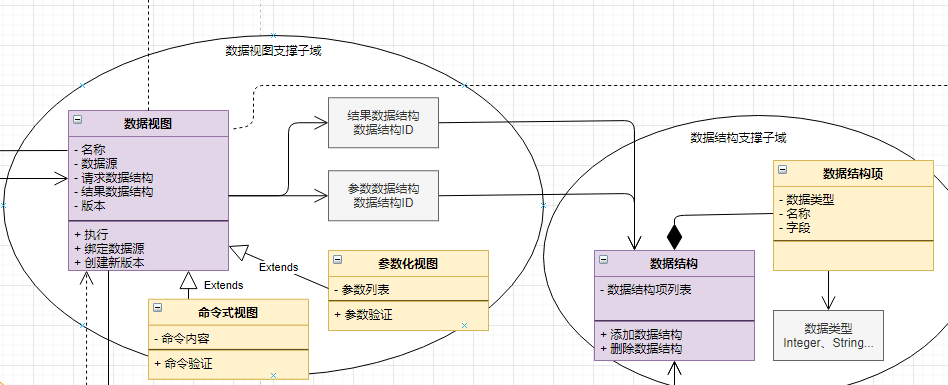 数据视图支撑子域
数据视图
- 名称
- 数据源
- 请求数据结构
- 结果数据结构
- 版本
+ 执行
+ 绑定数据源
+ 创建新版本
结果数据结构
数据结构ID
参数数据结构
数据结构ID
Extends
Extends
参数化视图
- 参数列表
+ 参数验证
命令式视图
- 命令内容
+ 命令验证
数据结构支撑子域
数据结构项
- 数据类型
- 名称
- 字段
数据结构
- 数据结构项列表
+ 添加数据结构
+ 删除数据结构
数据类型
Integer、String...